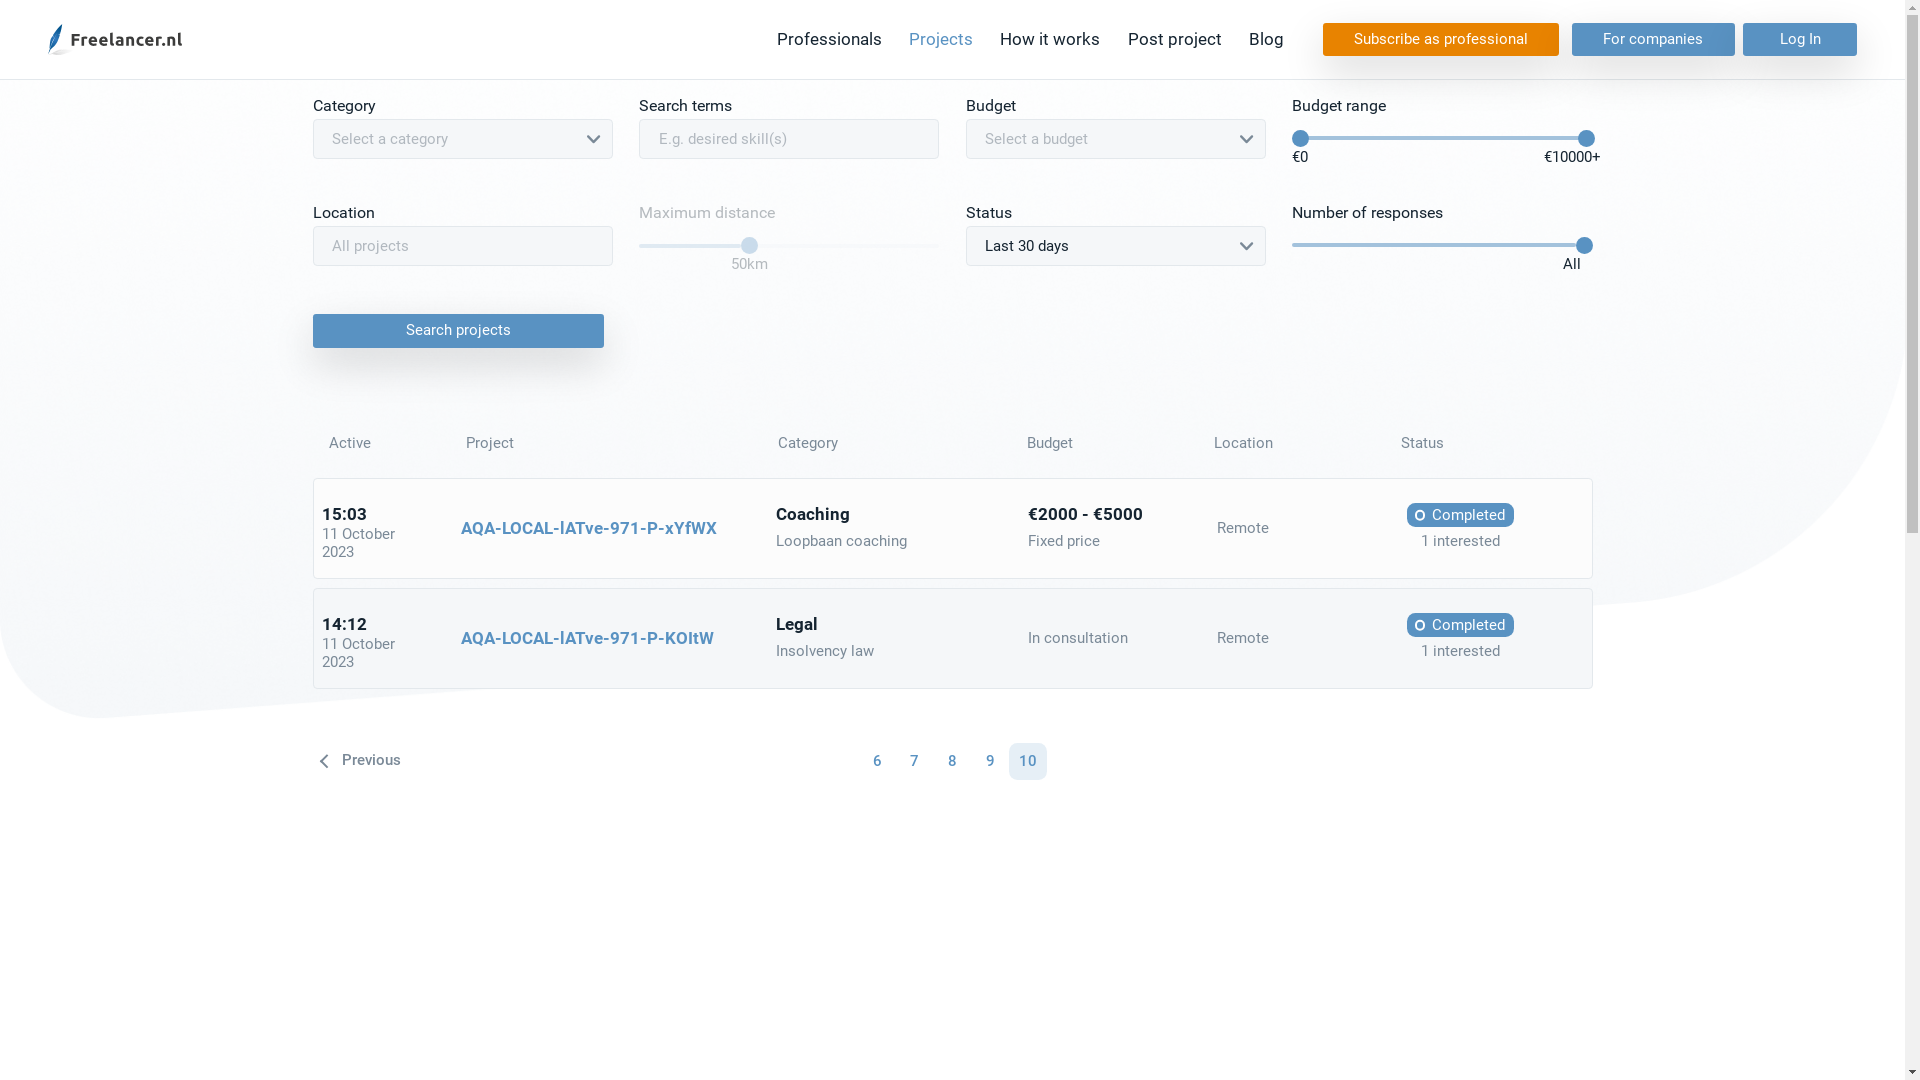 Freelancer.nl
Professionals
Projects
How it works
Post project
Blog
Subscribe as professional
For companies
Log In
Category
Search terms
Budget
Budget range
Select a category
E.g. desired skill(s)
Select a budget
€0
€10000+
Location
Maximum distance
Status
Number of responses
All projects
50km
Last 30 days
All
Search projects
Active
Project
Category
Budget
Location
Status
15:03
11 October
2023
AQA-LOCAL-lATve-971-P-xYfWX
Coaching
Loopbaan coaching
€2000 - €5000
Fixed price
Remote
Completed
1 interested
14:12
11 October
2023
AQA-LOCAL-lATve-971-P-KOItW
Legal
Insolvency law
In consultation
Remote
Completed
1 interested
Previous
6
7
8
9
10